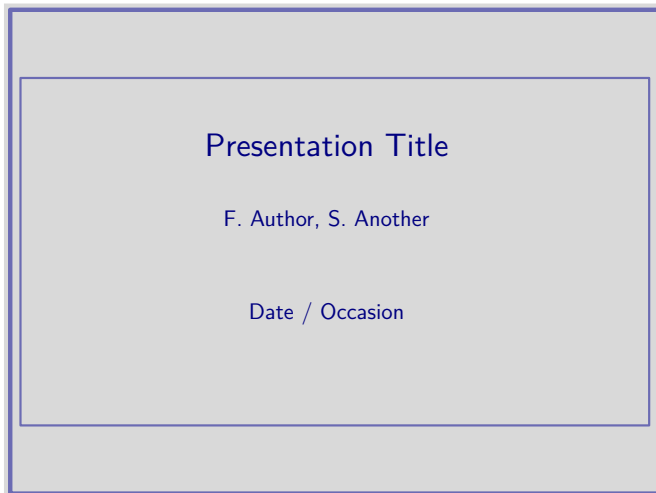 Presentation Title
F. Author, S. Another
Date / Occasion